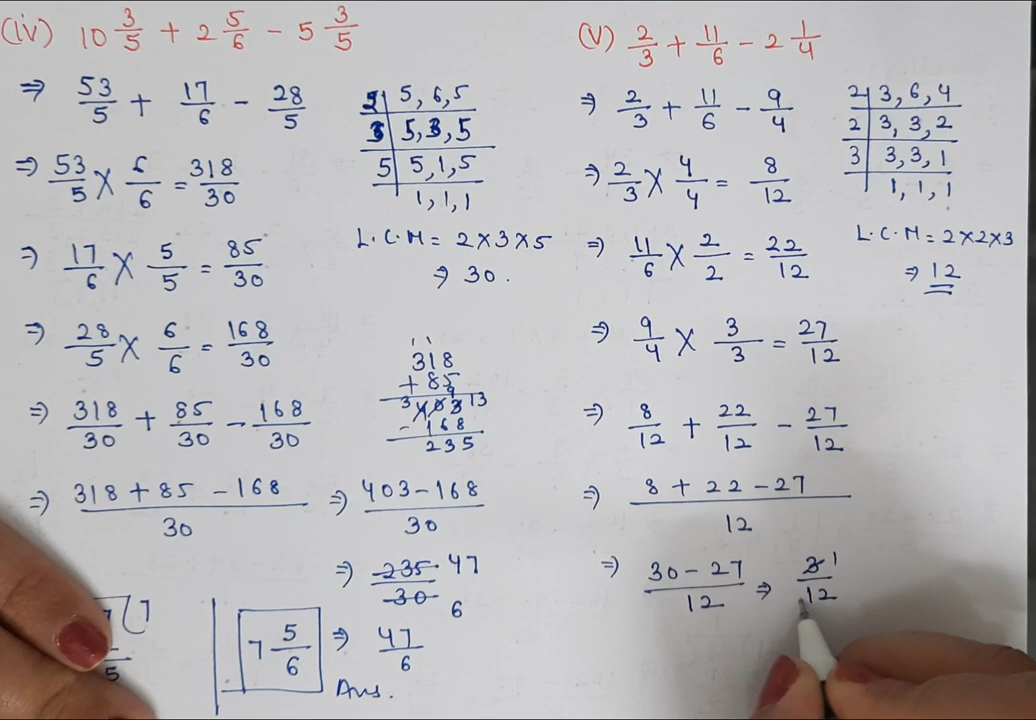 (iv) 10 3/5 + 2 5/6 - 5 3/5
⇒ 53/5 + 17/6 - 28/5
⇒ 53/5 × 6/6 = 318/30
⇒ 17/6 × 5/5 = 85/30
⇒ 28/5 × 6/6 = 168/30
⇒ 318/30 + 85/30 - 168/30
⇒ 318 + 85 - 168 / 30
2 | 5, 6, 5
3 | 5, 3, 5
5 | 5, 1, 5
1, 1, 1
L.C.M = 2×3×5
⇒ 30.
318
+ 85
403
- 168
235
⇒ 403 - 168 / 30
⇒ 235/30 47/6
⇒ 47/6
7 5/6
Ans.
(V) 2/3 + 11/6 - 2 1/4
⇒ 2/3 + 11/6 - 9/4
⇒ 2/3 × 4/4 = 8/12
⇒ 11/6 × 2/2 = 22/12
⇒ 9/4 × 3/3 = 27/12
⇒ 8/12 + 22/12 - 27/12
⇒ 8 + 22 - 27 / 12
⇒ 30 - 27 / 12 ⇒ 3/12 1
2 | 3, 6, 4
2 | 3, 3, 2
3 | 3, 3, 1
1, 1, 1
L.C.M = 2×2×3
⇒ 12